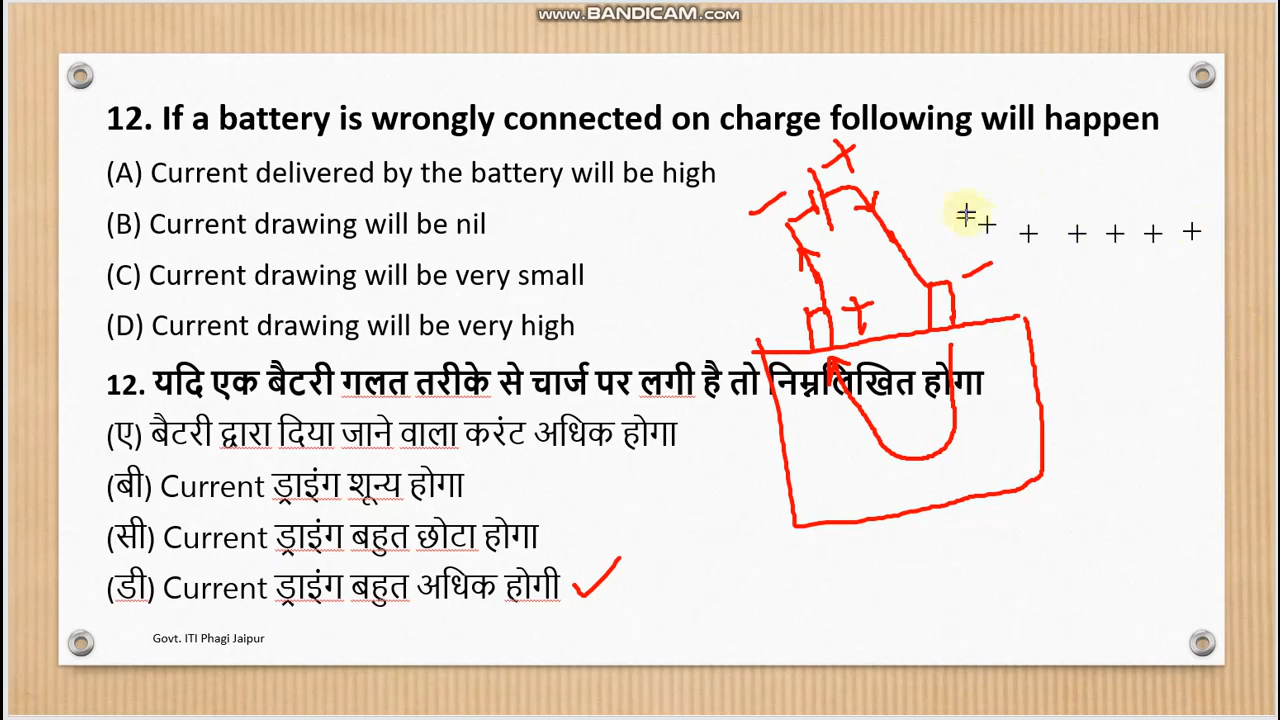 www.BANDICAM.com
12. If a battery is wrongly connected on charge following will happen
(A) Current delivered by the battery will be high
(B) Current drawing will be nil
(C) Current drawing will be very small
(D) Current drawing will be very high
12. यदि एक बैटरी गलत तरीके से चार्ज पर लगी है तो निम्नलिखित होगा
(ए) बैटरी द्वारा दिया जाने वाला करंट अधिक होगा
(बी) Current ड्राइंग शून्य होगा
(सी) Current ड्राइंग बहुत छोटा होगा
(डी) Current ड्राइंग बहुत अधिक होगी
Govt. ITI Phagi Jaipur